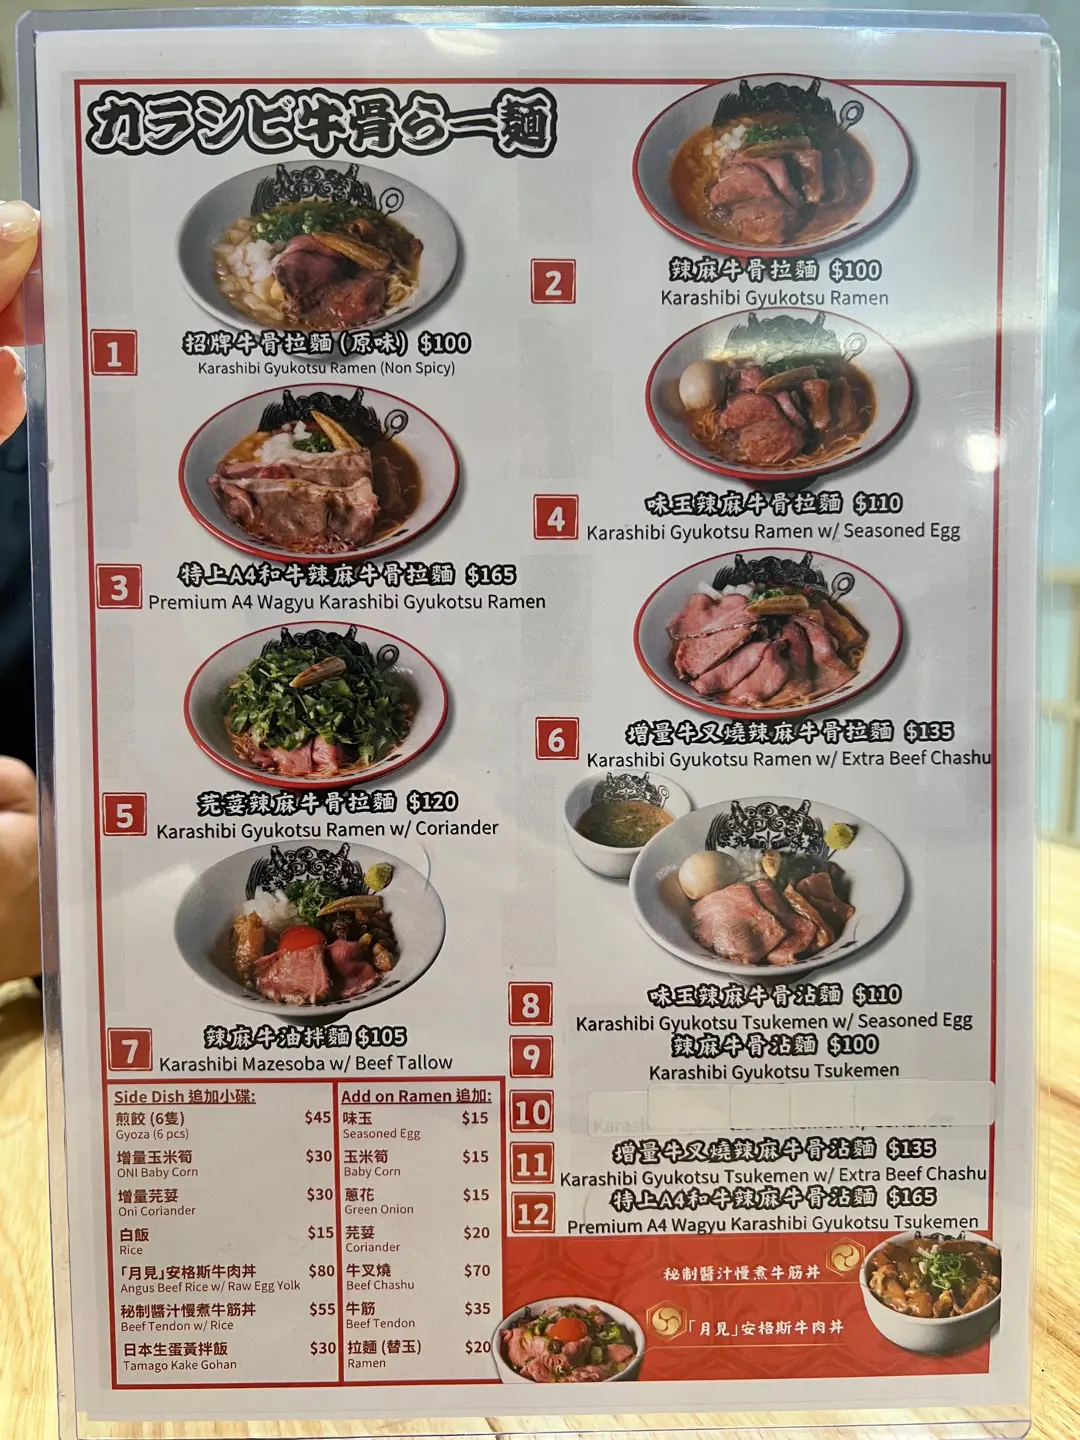 カラシビ牛骨らー麺
1
招牌牛骨拉麵 (原味) $100
Karashibi Gyukotsu Ramen (Non Spicy)
2
辣麻牛骨拉麵 $100
Karashibi Gyukotsu Ramen
3
特上A4和牛辣麻牛骨拉麵 $165
Premium A4 Wagyu Karashibi Gyukotsu Ramen
4
味玉辣麻牛骨拉麵 $110
Karashibi Gyukotsu Ramen w/ Seasoned Egg
5
芫荽辣麻牛骨拉麵 $120
Karashibi Gyukotsu Ramen w/ Coriander
6
增量牛叉燒辣麻牛骨拉麵 $135
Karashibi Gyukotsu Ramen w/ Extra Beef Chashu
7
辣麻牛油拌麵 $105
Karashibi Mazesoba w/ Beef Tallow
8
味玉辣麻牛骨沾麵 $110
Karashibi Gyukotsu Tsukemen w/ Seasoned Egg
9
辣麻牛骨沾麵 $100
Karashibi Gyukotsu Tsukemen
10
11
增量牛叉燒辣麻牛骨沾麵 $135
Karashibi Gyukotsu Tsukemen w/ Extra Beef Chashu
12
特上A4和牛辣麻牛骨沾麵 $165
Premium A4 Wagyu Karashibi Gyukotsu Tsukemen
Side Dish 追加小碟:
煎餃 (6隻) $45
Gyoza (6 pcs)
增量玉米筍 $30
ONI Baby Corn
增量芫荽 $30
Oni Coriander
白飯 $15
Rice
「月見」安格斯牛肉丼 $80
Angus Beef Rice w/ Raw Egg Yolk
秘制醬汁慢煮牛筋丼 $55
Beef Tendon w/ Rice
日本生蛋黃拌飯 $30
Tamago Kake Gohan
Add on Ramen 追加:
味玉 $15
Seasoned Egg
玉米筍 $15
Baby Corn
蔥花 $15
Green Onion
芫荽 $20
Coriander
牛叉燒 $70
Beef Chashu
牛筋 $35
Beef Tendon
拉麵 (替玉) $20
Ramen
秘制醬汁慢煮牛筋丼
「月見」安格斯牛肉丼